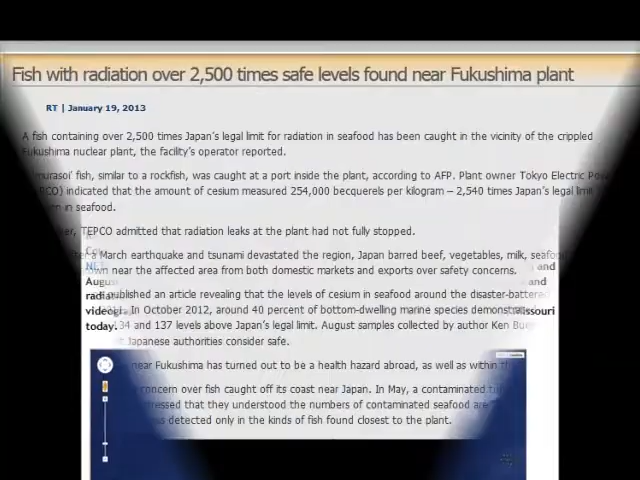 Fish with radiation over 2,500 times safe levels found near Fukushima plant
RT | January 19, 2013
A fish containing over 2,500 times Japan's legal limit for radiation in seafood has been caught in the vicinity of the crippled
Fukushima nuclear plant, the facility's operator reported.
murasoi' fish, similar to a rockfish, was caught at a port inside the plant, according to AFP. Plant owner Tokyo Electric
indicated that the amount of cesium measured 254,000 becquerels per kilogram – 2,540 times Japan's legal limit
in seafood.
TEPCO admitted that radiation leaks at the plant had not fully stopped.
a March earthquake and tsunami devastated the region, Japan barred beef, vegetables, milk, seafood
near the affected area from both domestic markets and exports over safety concerns.
and
published an article revealing that the levels of cesium in seafood around the disaster-battered
and
In October 2012, around 40 percent of bottom-dwelling marine species
Missouri
today.
134 and 137 levels above Japan's legal limit. August samples collected by author Ken
Japanese authorities consider safe.
near Fukushima has turned out to be a health hazard abroad, as well as within
concern over fish caught off its coast near Japan. In May, a contaminated
stressed that they understood the numbers of contaminated seafood are
detected only in the kinds of fish found closest to the plant.